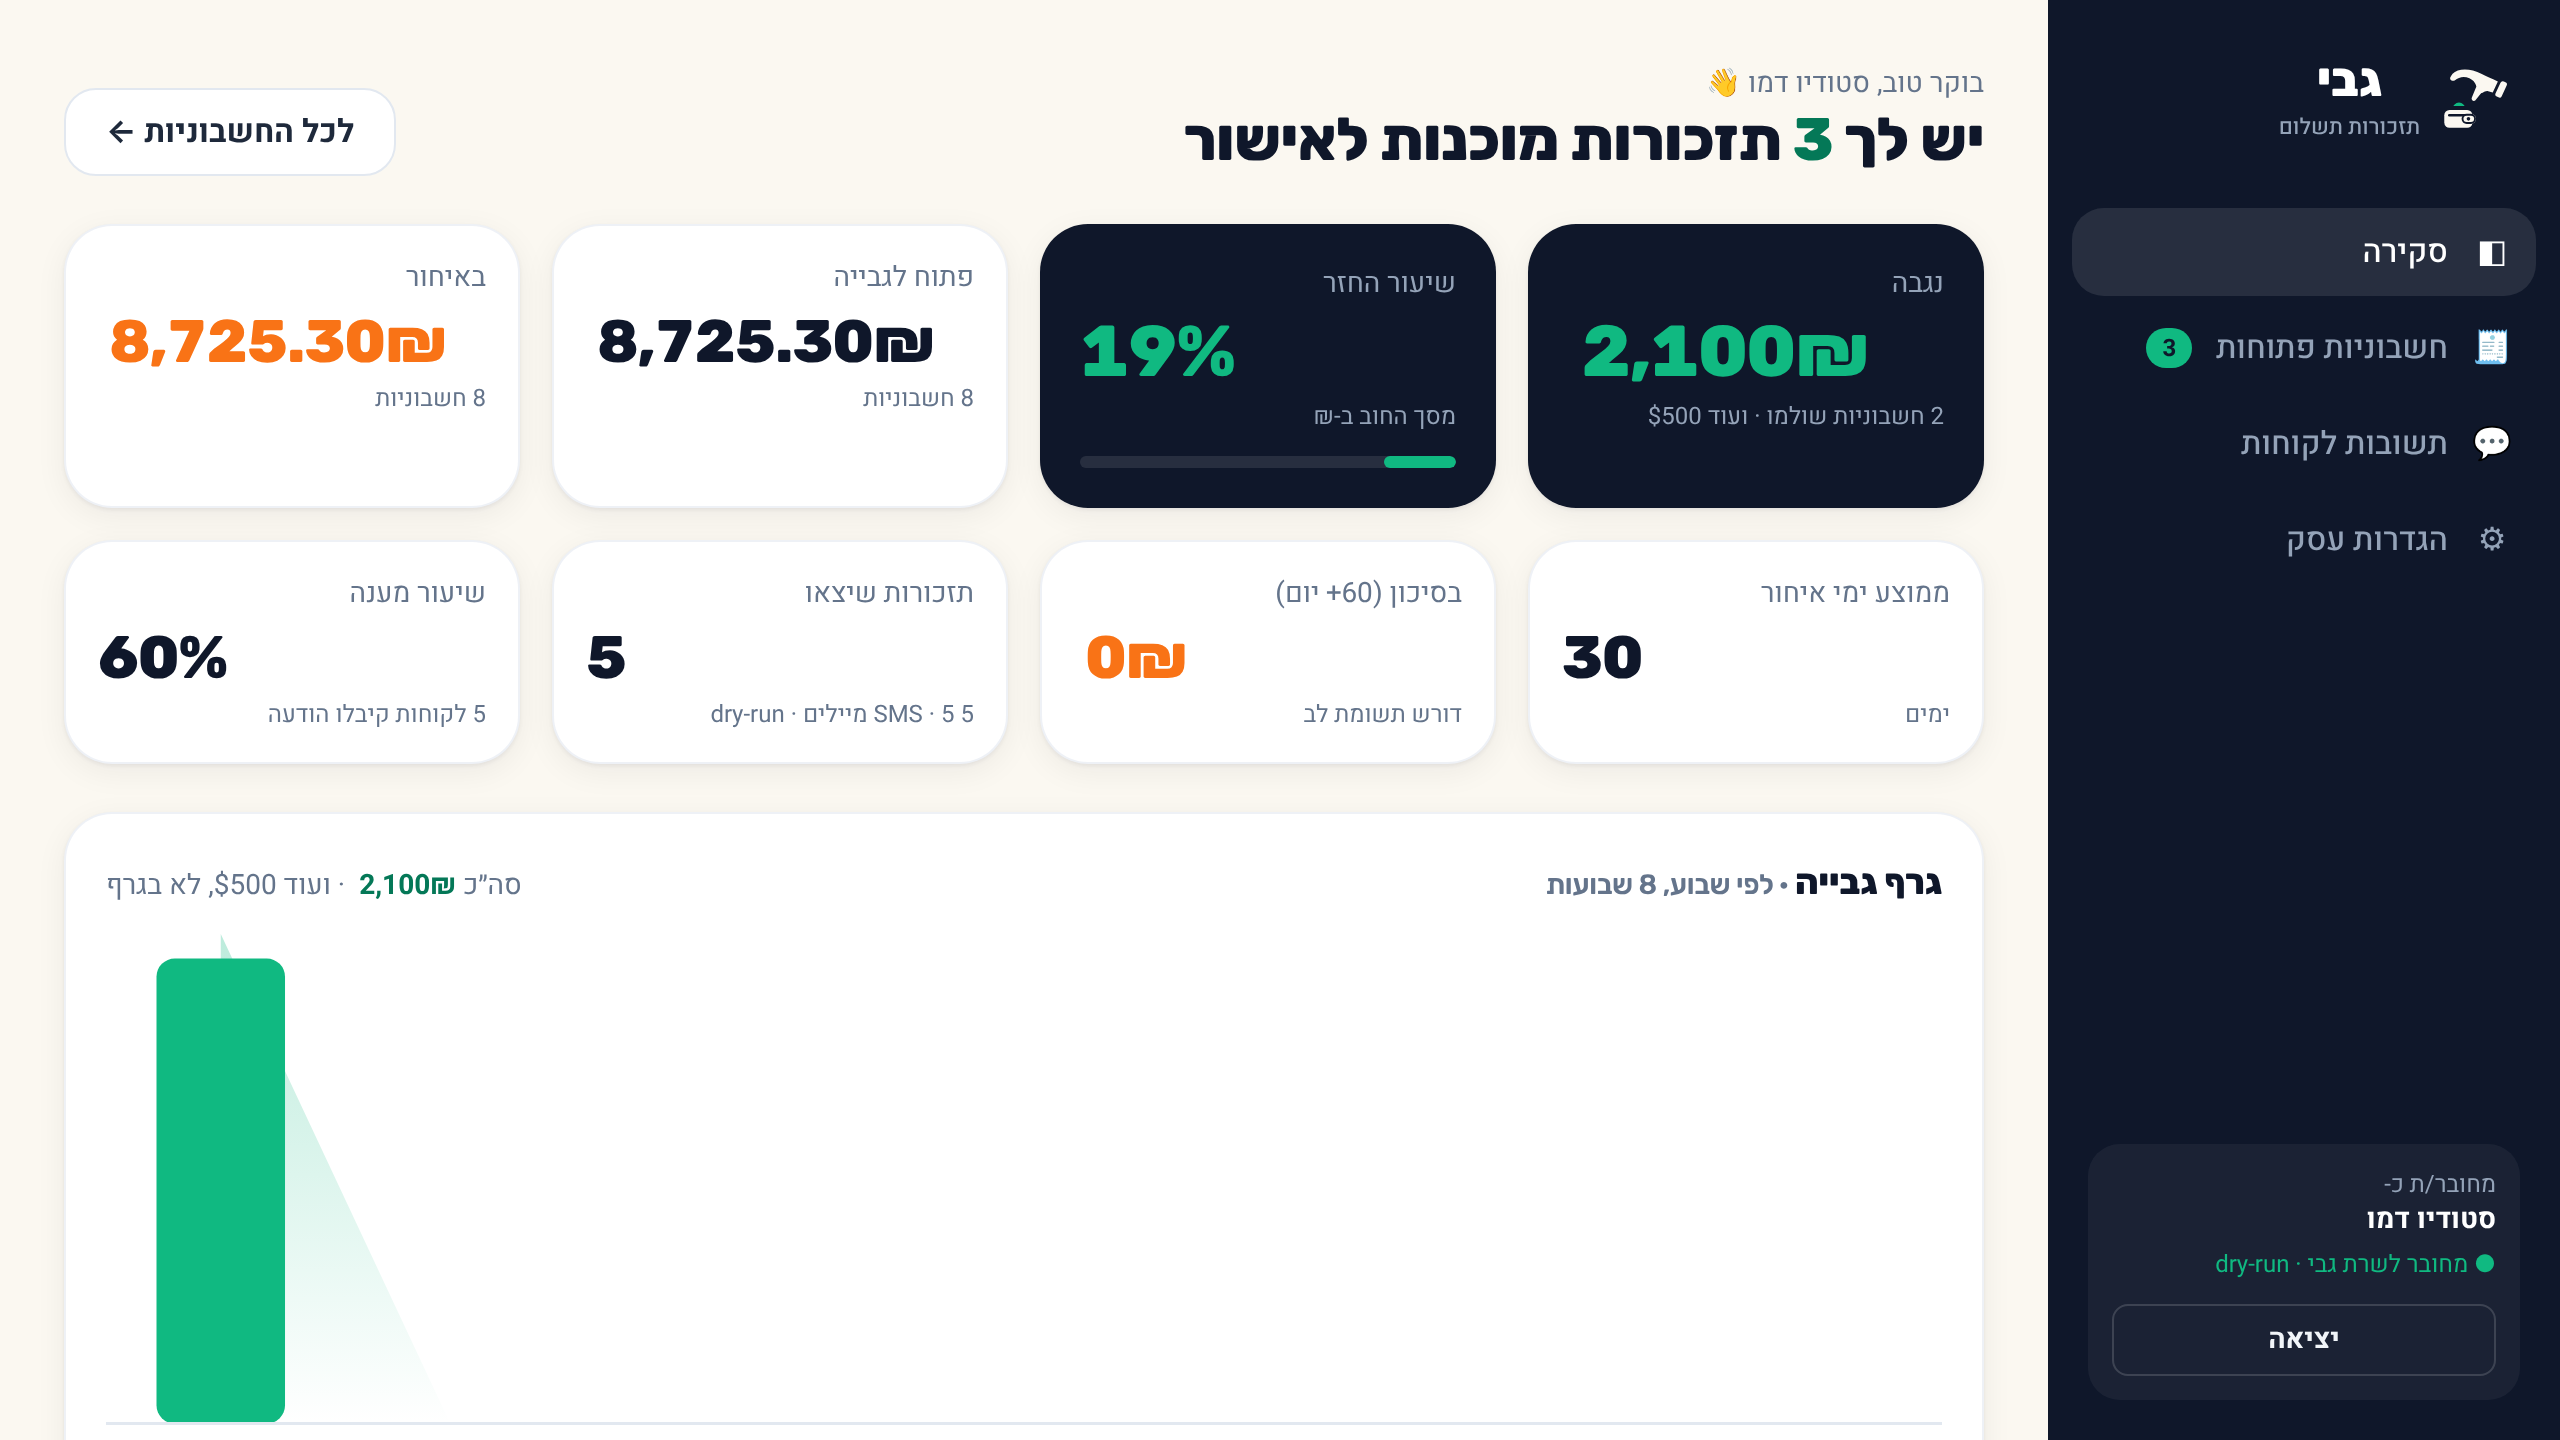 גבי
תזכורות תשלום
סקירה
חשבוניות פתוחות 3
תשובות לקוחות
הגדרות עסק
מחובר/ת כ-
סטודיו דמו
מחובר לשרת גבי · dry-run
יציאה
בוקר טוב, סטודיו דמו 👋
יש לך 3 תזכורות מוכנות לאישור
לכל החשבוניות ←
נגבה
2,100₪
2 חשבוניות שולמו · ועוד $500
שיעור החזר
19%
מסך החוב ב-₪
פתוח לגבייה
8,725.30₪
8 חשבוניות
באיחור
8,725.30₪
8 חשבוניות
ממוצע ימי איחור
30
ימים
בסיכון (60+ יום)
0₪
דורש תשומת לב
תזכורות שיצאו
5
5 SMS · 5 מיילים · dry-run
שיעור מענה
60%
5 לקוחות קיבלו הודעה
גרף גבייה • לפי שבוע, 8 שבועות
סה״כ 2,100₪ · ועוד $500, לא בגרף